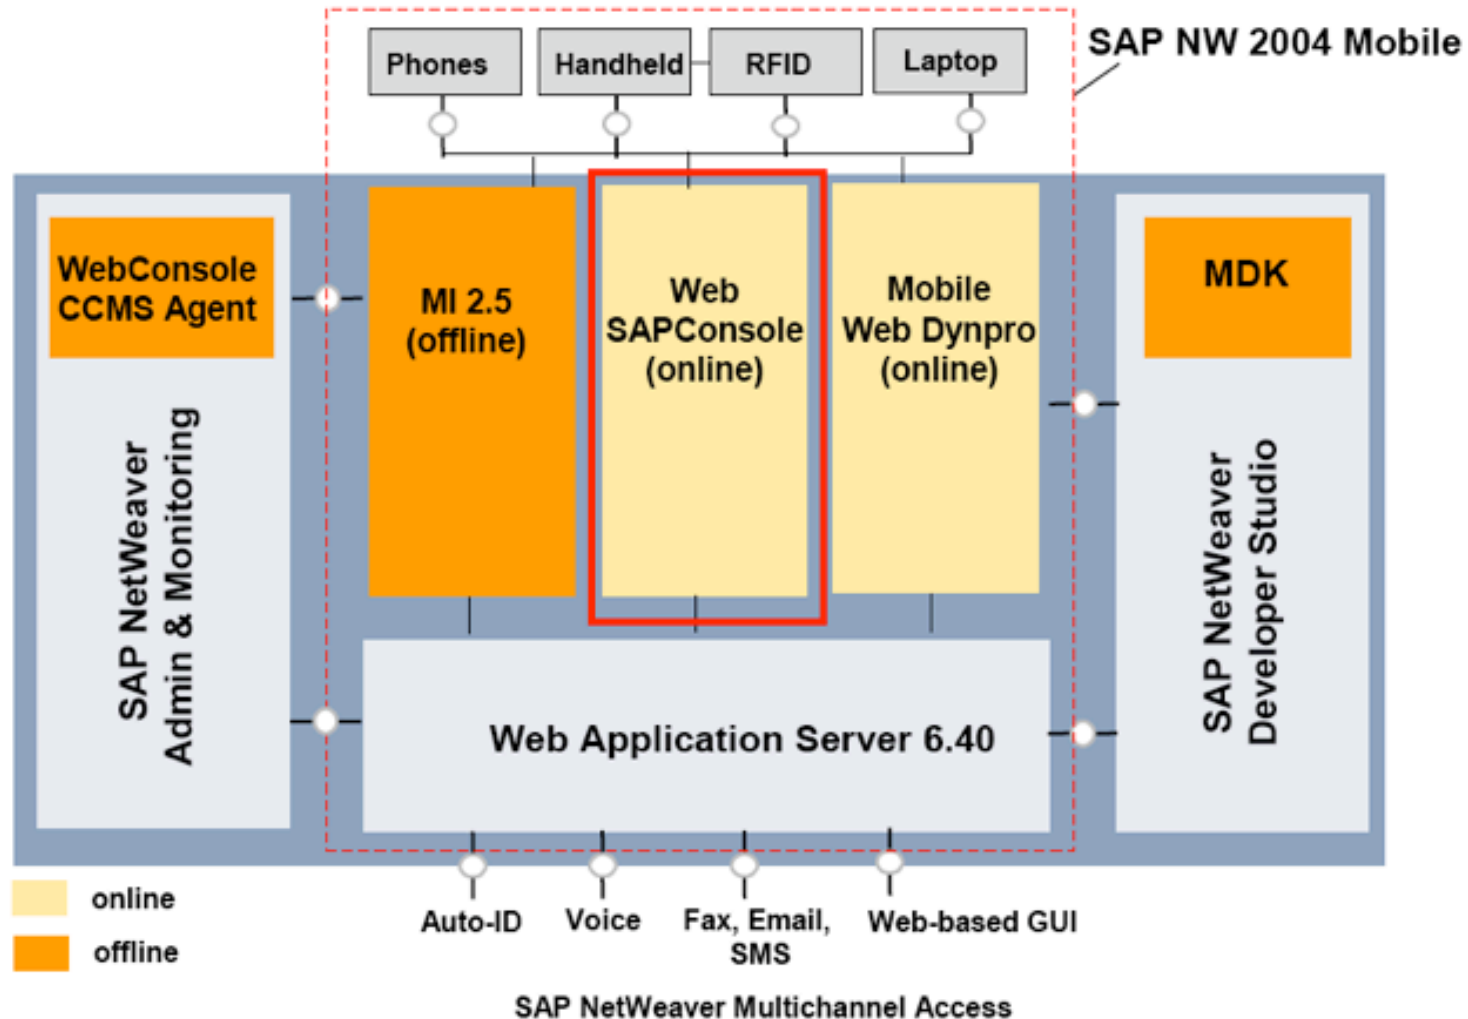 SAP NW 2004 Mobile
Phones
Handheld
RFID
Laptop
WebConsole
CCMS Agent
SAP NetWeaver
Admin & Monitoring
MI 2.5
(offline)
Web
SAPConsole
(online)
Mobile
Web Dynpro
(online)
MDK
SAP NetWeaver
Developer Studio
Web Application Server 6.40
online
offline
Auto-ID
Voice
Fax, Email,
SMS
Web-based GUI
SAP NetWeaver Multichannel Access